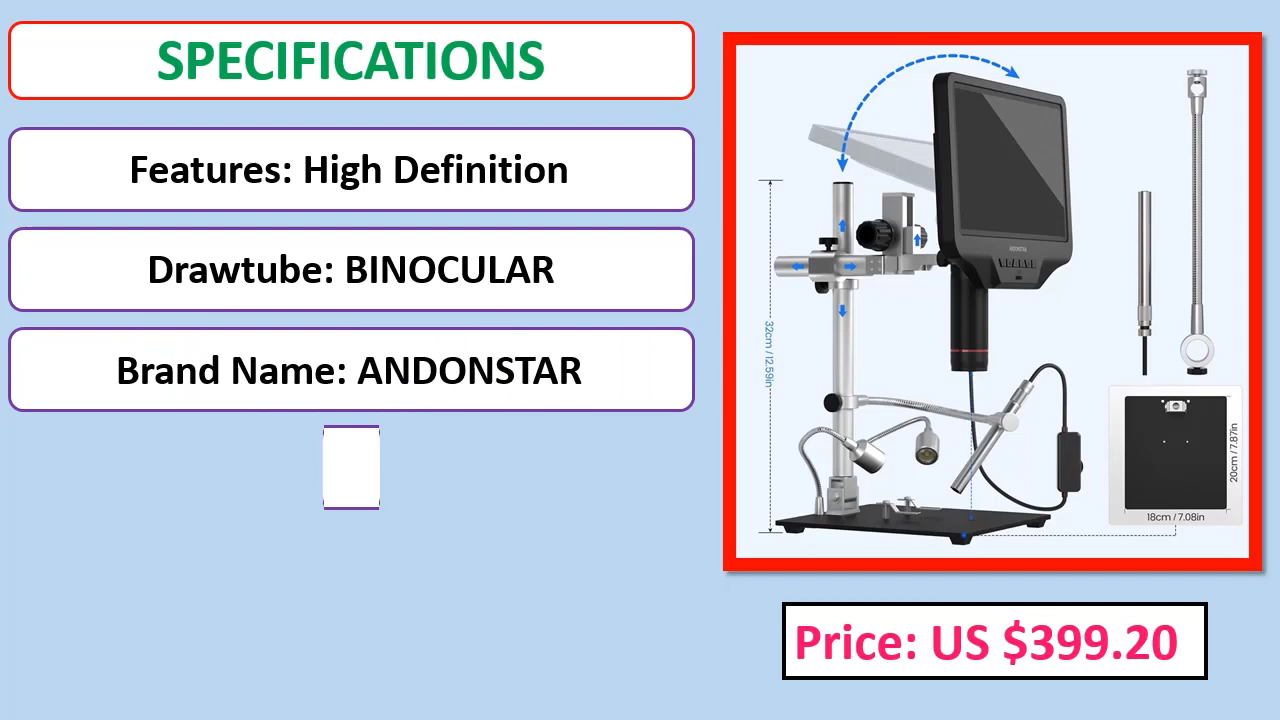 SPECIFICATIONS
Features: High Definition
Drawtube: BINOCULAR
Brand Name: ANDONSTAR
32cm / 12.59in
ANDONSTAR
20cm / 7.87in
18cm / 7.08in
Price: US $399.20